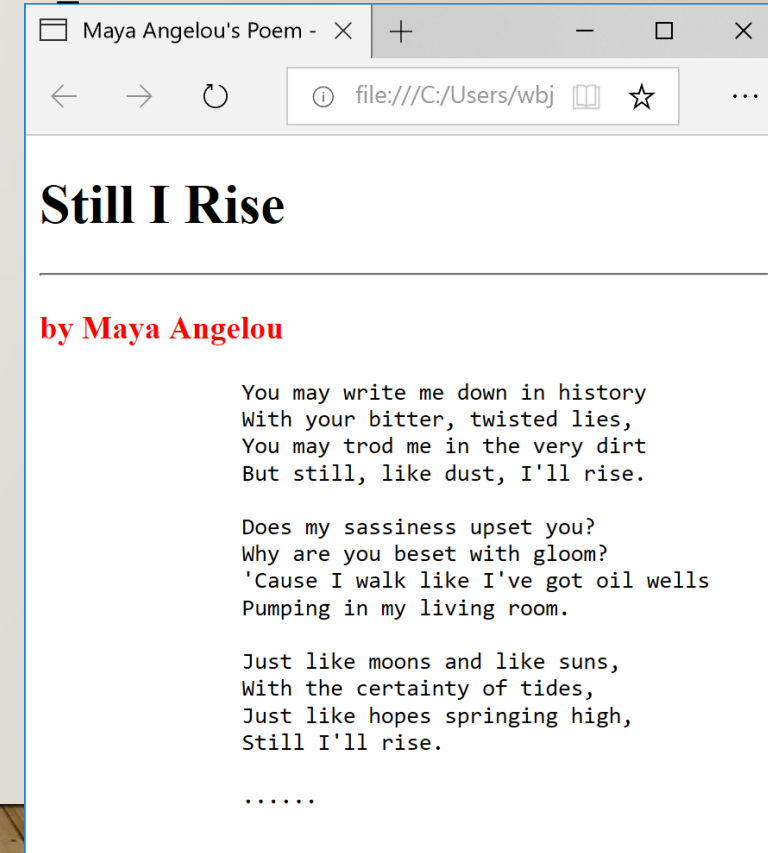 Maya Angelou's Poem -
file:///C:/Users/wbj
Still I Rise
by Maya Angelou
You may write me down in history
With your bitter, twisted lies,
You may trod me in the very dirt
But still, like dust, I'll rise.
Does my sassiness upset you?
Why are you beset with gloom?
'Cause I walk like I've got oil wells
Pumping in my living room.
Just like moons and like suns,
With the certainty of tides,
Just like hopes springing high,
Still I'll rise.
......